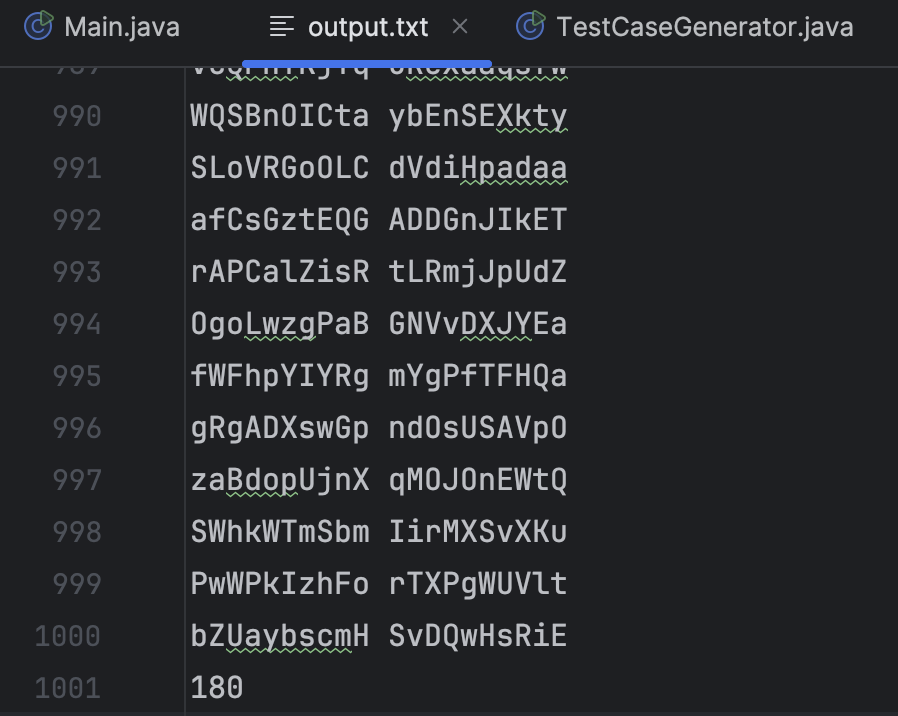 Main.java output.txt TestCaseGenerator.java
990 WQSBnOICta ybEnSEXkty
991 SLoVRGoOLC dVdiHpadaa
992 afCsGztEQG ADDGnJIkET
993 rAPCalZisR tLRmjJpUdZ
994 OgoLwzgPaB GNVvDXJYEa
995 fWFhpYIYRg mYgPfTFHQa
996 gRgADXswGp ndOsUSAVpO
997 zaBdopUjnX qMOJOnEWtQ
998 SWhkWTmSbm IirMXSvXKu
999 PwWPkIzhFo rTXPgWUVlt
1000 bZUaybscmH SvDQwHsRiE
1001 180